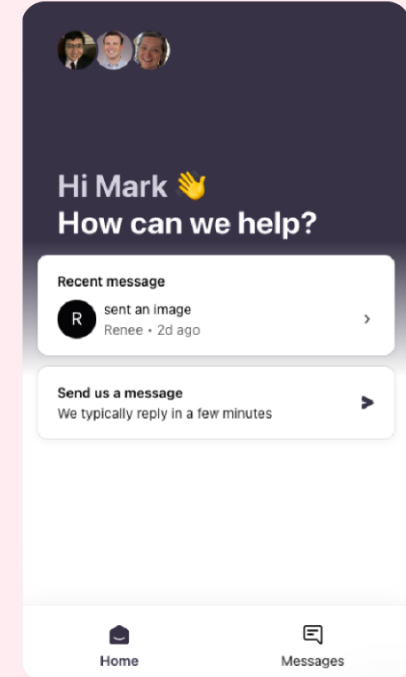 Hi Mark 👋
How can we help?
Recent message
R
sent an image
Renee • 2d ago
Send us a message
We typically reply in a few minutes
Home
Messages